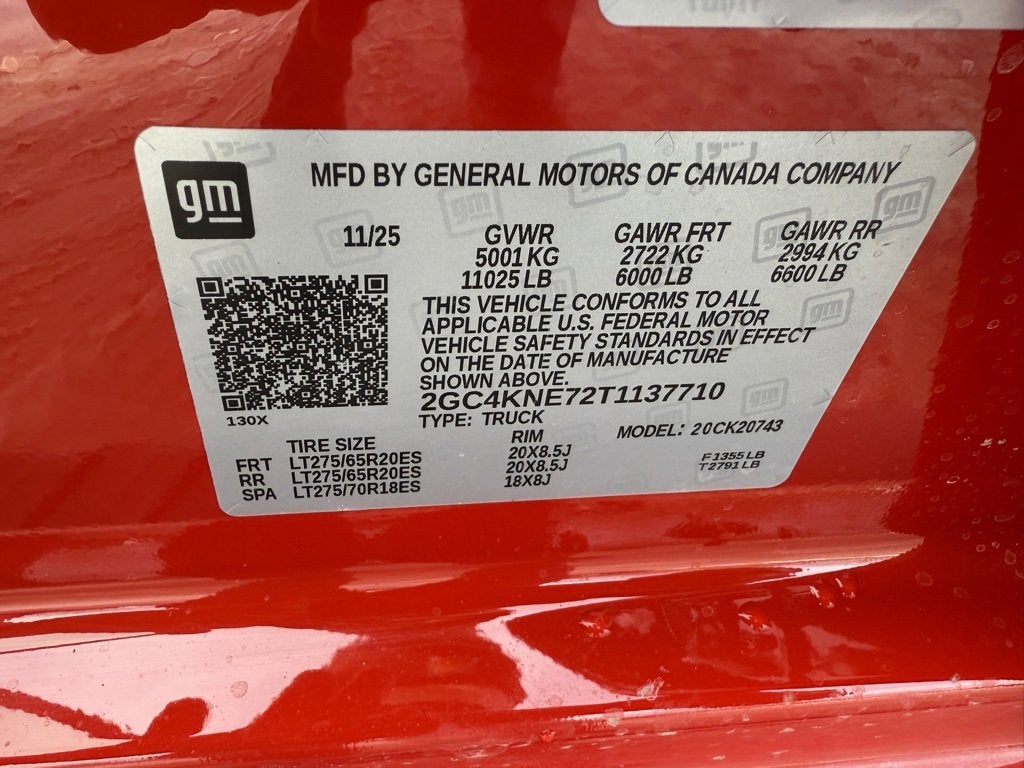 gm
MFD BY GENERAL MOTORS OF CANADA COMPANY
11/25 GVWR GAWR FRT GAWR RR
5001 KG 2722 KG 2994 KG
11025 LB 6000 LB 6600 LB
THIS VEHICLE CONFORMS TO ALL
APPLICABLE U.S. FEDERAL MOTOR
VEHICLE SAFETY STANDARDS IN EFFECT
ON THE DATE OF MANUFACTURE
SHOWN ABOVE.
2GC4KNE72T1137710
130X
TYPE: TRUCK MODEL: 20CK20743
TIRE SIZE RIM
FRT LT275/65R20ES 20X8.5J F1355LB
RR LT275/65R20ES 20X8.5J T2791LB
SPA LT275/70R18ES 18X8J